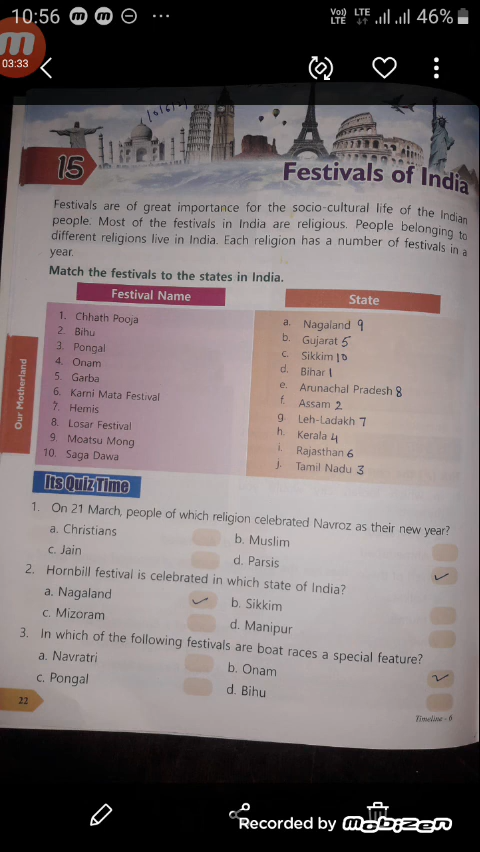 10:56 m m ... Vo) LTE LTE 46%
m
03:33
15
Festivals of India
Festivals are of great importance for the socio-cultural life of the Indian
people. Most of the festivals in India are religious. People belonging to
different religions live in India. Each religion has a number of festivals in a
year.
Match the festivals to the states in India.
Festival Name
State
1. Chhath Pooja
2. Bihu
3. Pongal
4. Onam
5. Garba
6. Karni Mata Festival
7. Hemis
8. Losar Festival
9. Moatsu Mong
10. Saga Dawa
a. Nagaland 9
b. Gujarat 5
c. Sikkim 10
d. Bihar 1
e. Arunachal Pradesh 8
f. Assam 2
g. Leh-Ladakh 7
h. Kerala 4
i. Rajasthan 6
j. Tamil Nadu 3
Our Motherland
Its Quiz Time
1. On 21 March, people of which religion celebrated Navroz as their new year?
a. Christians b. Muslim
c. Jain d. Parsis
2. Hornbill festival is celebrated in which state of India?
a. Nagaland b. Sikkim
c. Mizoram d. Manipur
3. In which of the following festivals are boat races a special feature?
a. Navratri b. Onam
c. Pongal d. Bihu
22
Timeline - 6
Recorded by mobizen